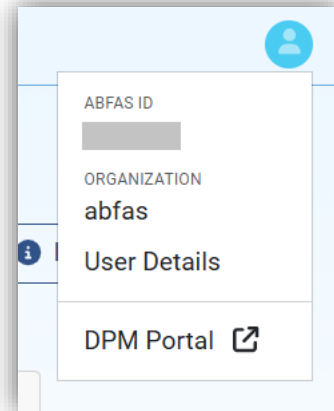 ABFAS ID
ORGANIZATION
abfas
User Details
DPM Portal